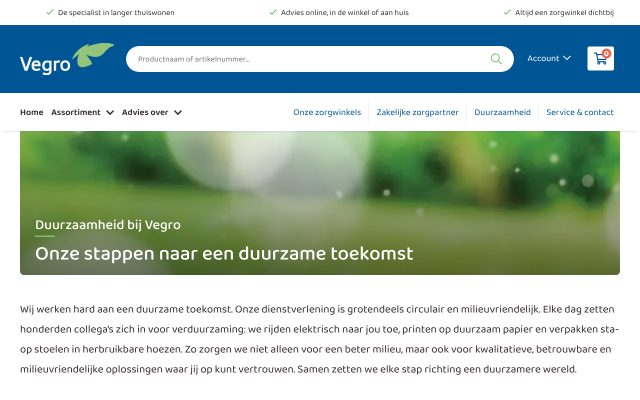 De specialist in langer thuiswonen
Advies online, in de winkel of aan huis
Altijd een zorgwinkel dichtbij
Vegro
Productnaam of artikelnummer...
Account
0
Home
Assortiment
Advies over
Onze zorgwinkels
Zakelijke zorgpartner
Duurzaamheid
Service & contact
Duurzaamheid bij Vegro
Onze stappen naar een duurzame toekomst
Wij werken hard aan een duurzame toekomst. Onze dienstverlening is grotendeels circulair en milieuvriendelijk. Elke dag zetten
honderden collega's zich in voor verduurzaming: we rijden elektrisch naar jou toe, printen op duurzaam papier en verpakken sta-
op stoelen in herbruikbare hoezen. Zo zorgen we niet alleen voor een beter milieu, maar ook voor kwalitatieve, betrouwbare en
milieuvriendelijke oplossingen waar jij op kunt vertrouwen. Samen zetten we elke stap richting een duurzamere wereld.